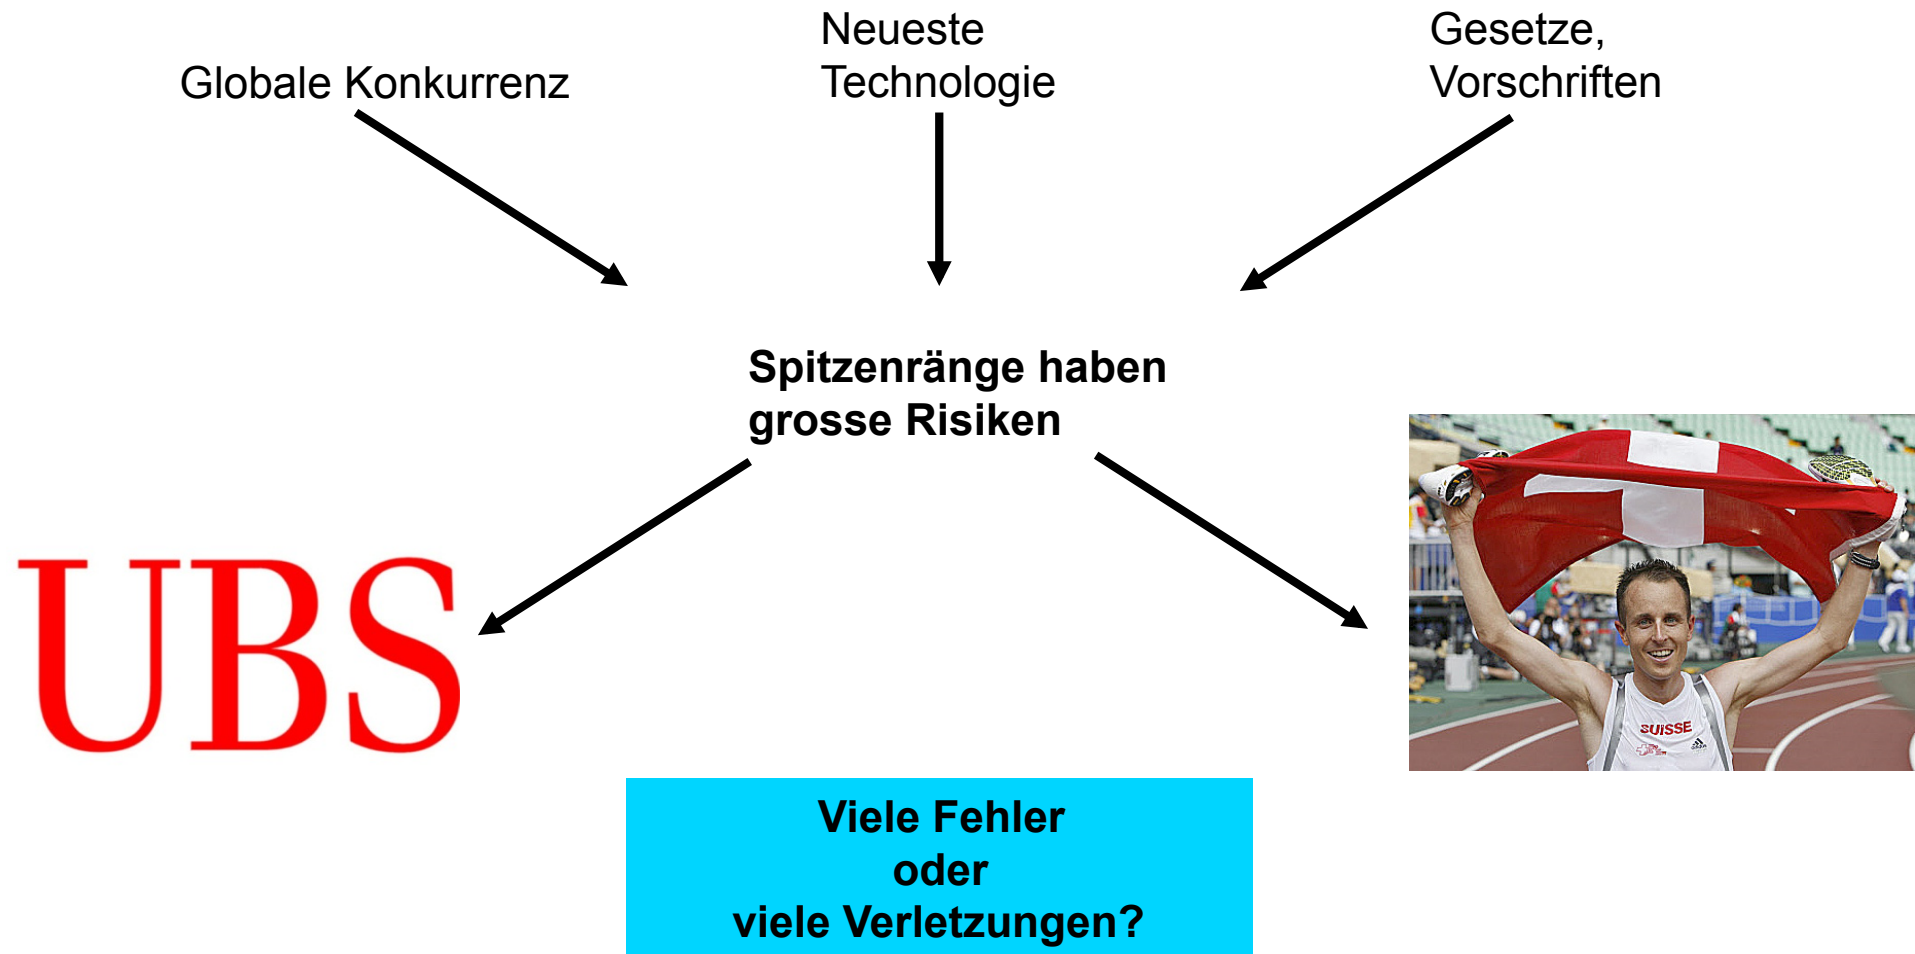 Globale Konkurrenz
Neueste
Technologie
Gesetze,
Vorschriften
Spitzenränge haben
grosse Risiken
UBS
SUISSE
Viele Fehler
oder
viele Verletzungen?